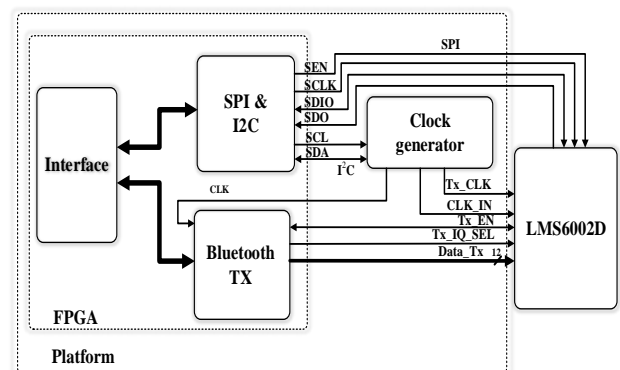 SPI
SEN
SCLK
SDIO
SDO
SCL
SDA
I²C
SPI &
I2C
Clock
generator
Interface
CLK
Tx_CLK
CLK_IN
Tx_EN
Tx_IQ_SEL
Data_Tx 12
LMS6002D
Bluetooth
TX
FPGA
Platform